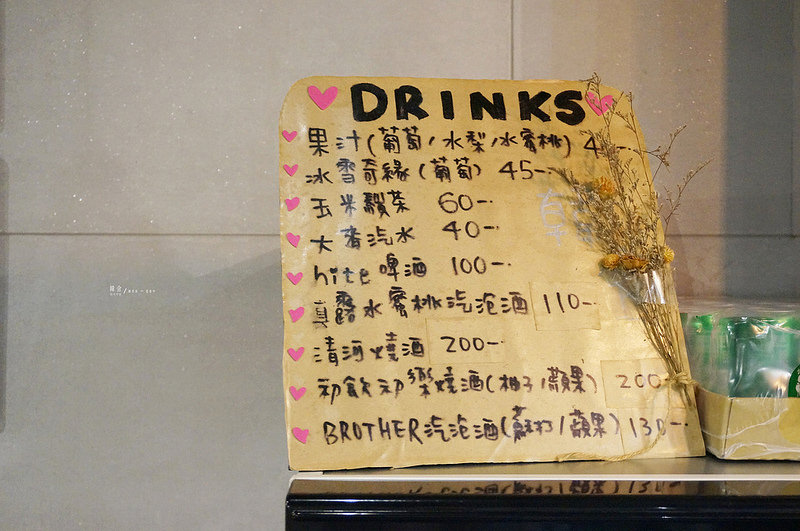 DRINKS
果汁(葡萄/水梨/水蜜桃) 4
冰雪奇緣(葡萄) 45-.
玉米鬚茶 60-.
大番汽水 40-.
hite啤酒 100-.
真露水蜜桃汽泡酒 110-.
清河燒酒 200-.
初飲初樂燒酒(柚子/蘋果) 200
BROTHER汽泡酒(蘇打/蘋果) 130-.